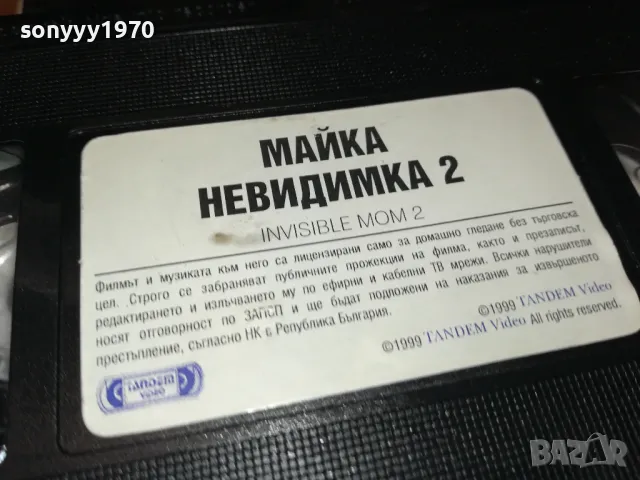 sonyyy1970
МАЙКА
НЕВИДИМКА 2
INVISIBLE MOM 2
Филмът и музиката към него са лицензирани само за домашно гледане без търговска
цел. Строго се забраняват публичните прожекции на филма, както и презаписът,
редактирането и излъчването му по ефирни и кабелни ТВ мрежи. Всички нарушители
носят отговорност по ЗАПСП и ще бъдат подложени на наказания за извършеното
престъпление, съгласно НК в Република България.
©1999 TANDEM Video
©1999 TANDEM Video All rights reserved.
TANDEM
VIDEO
BAZAR